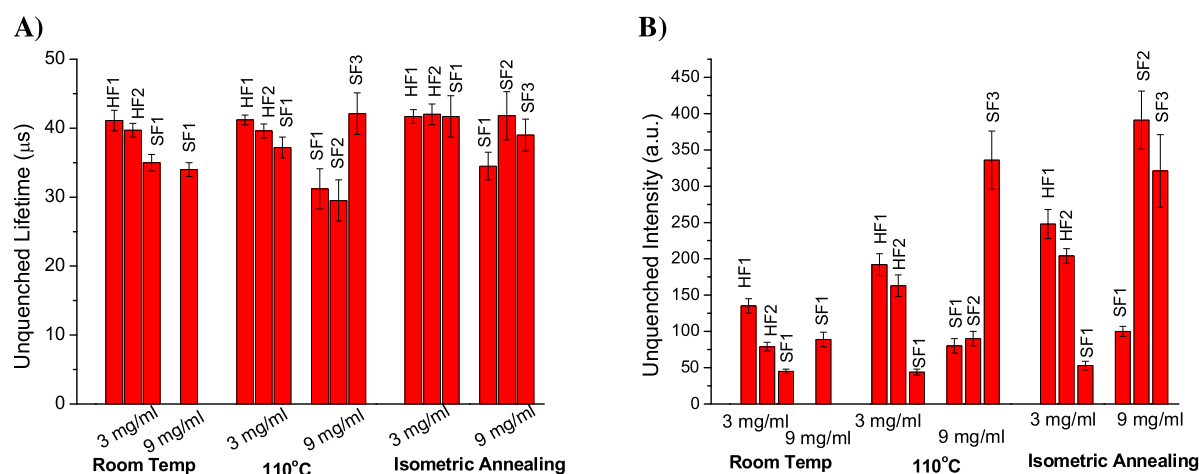 A)
Unquenched Lifetime (µs)
50
40
30
20
10
0
HF1
HF2
SF1
SF1
HF1
HF2
SF1
SF1
SF2
SF3
HF1
HF2
SF1
SF1
SF2
SF3
3 mg/ml
9 mg/ml
3 mg/ml
9 mg/ml
3 mg/ml
9 mg/ml
Room Temp
110°C
Isometric Annealing
B)
Unquenched Intensity (a.u.)
450
400
350
300
250
200
150
100
50
0
HF1
HF2
SF1
SF1
HF1
HF2
SF1
SF1
SF2
SF3
HF1
HF2
SF1
SF1
SF2
SF3
3 mg/ml
9 mg/ml
3 mg/ml
9 mg/ml
3 mg/ml
9 mg/ml
Room Temp
110°C
Isometric Annealing